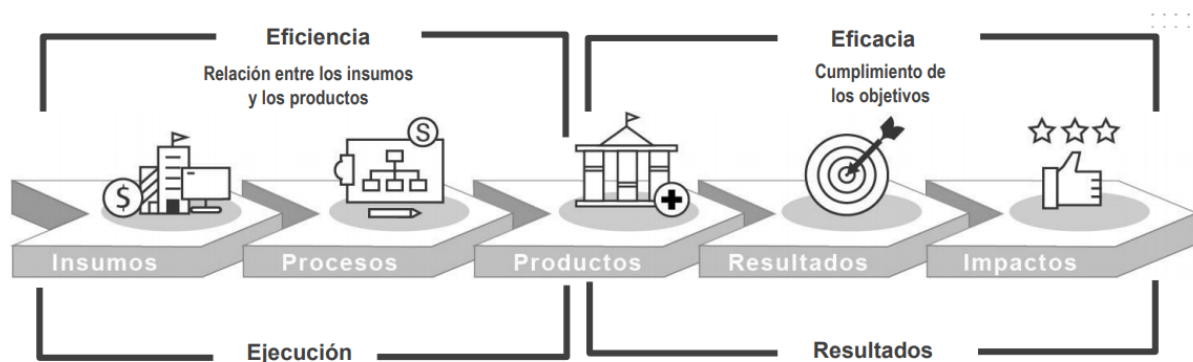 Eficiencia
Relación entre los insumos
y los productos
Eficacia
Cumplimiento de
los objetivos
$
S
Insumos
Procesos
Productos
Resultados
Impactos
Ejecución
Resultados